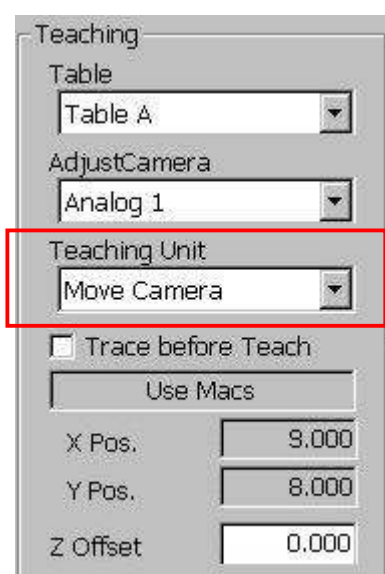 Teaching
Table
Table A
AdjustCamera
Analog 1
Teaching Unit
Move Camera
Trace before Teach
Use Macs
X Pos. 9.000
Y Pos. 8.000
Z Offset 0.000